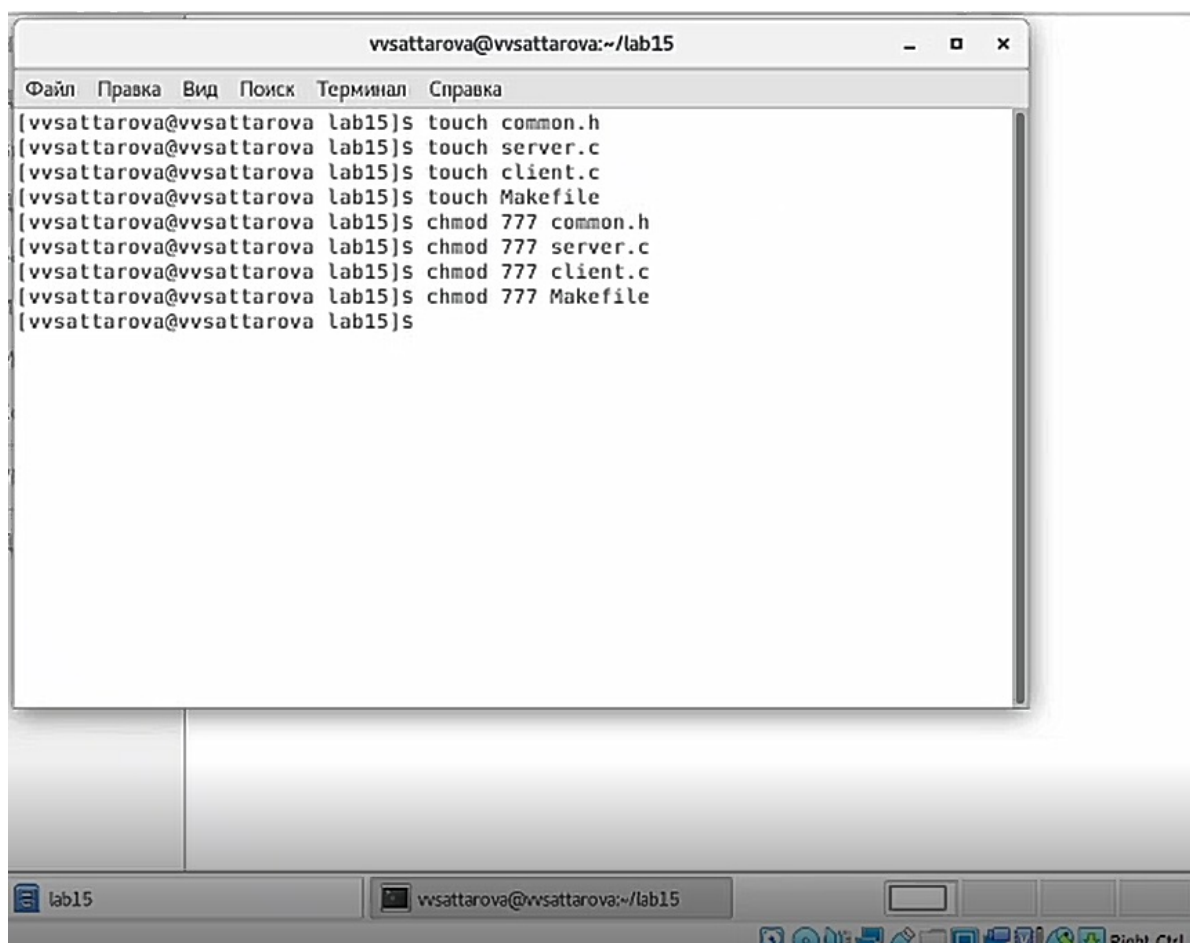 vvsattarova@vvsattarova:~/lab15
Файл Правка Вид Поиск Терминал Справка
[vvsattarova@vvsattarova lab15]$ touch common.h
[vvsattarova@vvsattarova lab15]$ touch server.c
[vvsattarova@vvsattarova lab15]$ touch client.c
[vvsattarova@vvsattarova lab15]$ touch Makefile
[vvsattarova@vvsattarova lab15]$ chmod 777 common.h
[vvsattarova@vvsattarova lab15]$ chmod 777 server.c
[vvsattarova@vvsattarova lab15]$ chmod 777 client.c
[vvsattarova@vvsattarova lab15]$ chmod 777 Makefile
[vvsattarova@vvsattarova lab15]$
lab15
vvsattarova@vvsattarova:~/lab15
Right Ctrl